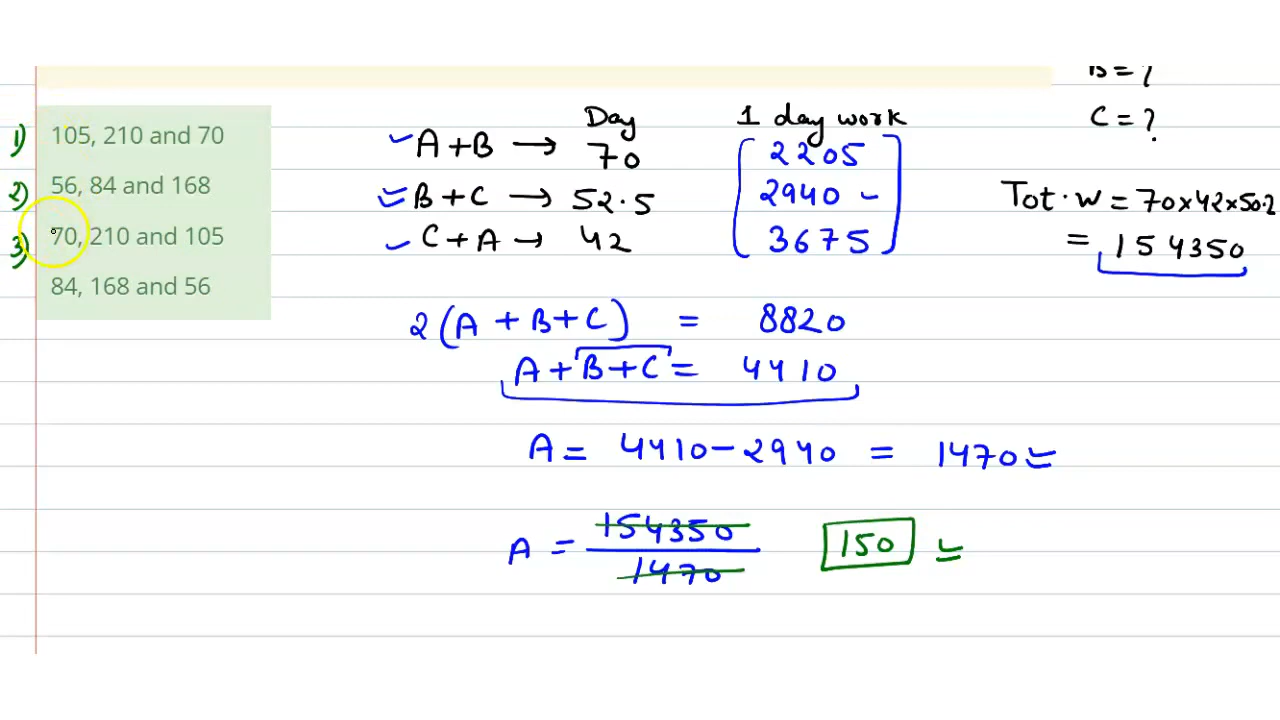 B = ?
C = ?
1) 105, 210 and 70
2) 56, 84 and 168
3) 70, 210 and 105
84, 168 and 56
Day 1 day work
A + B → 70 2205
B + C → 52.5 2940
C + A → 42 3675
Tot. W = 70 x 42 x 50.2
= 154350
2 (A + B + C) = 8820
A + B + C = 4410
A = 4410 - 2940 = 1470
A = 154350 / 1470 150